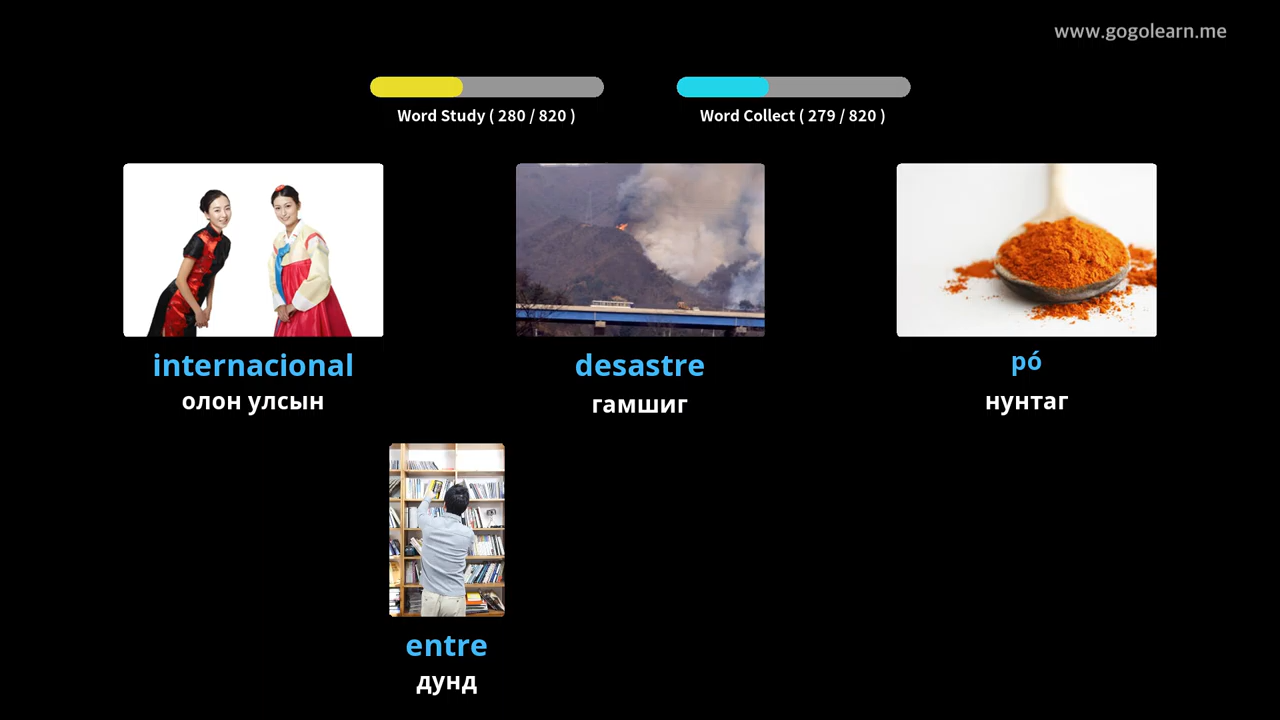 www.gogolearn.me
Word Study ( 280 / 820 )
Word Collect ( 279 / 820 )
internacional
олон улсын
desastre
гамшиг
pó
нунтаг
entre
дунд